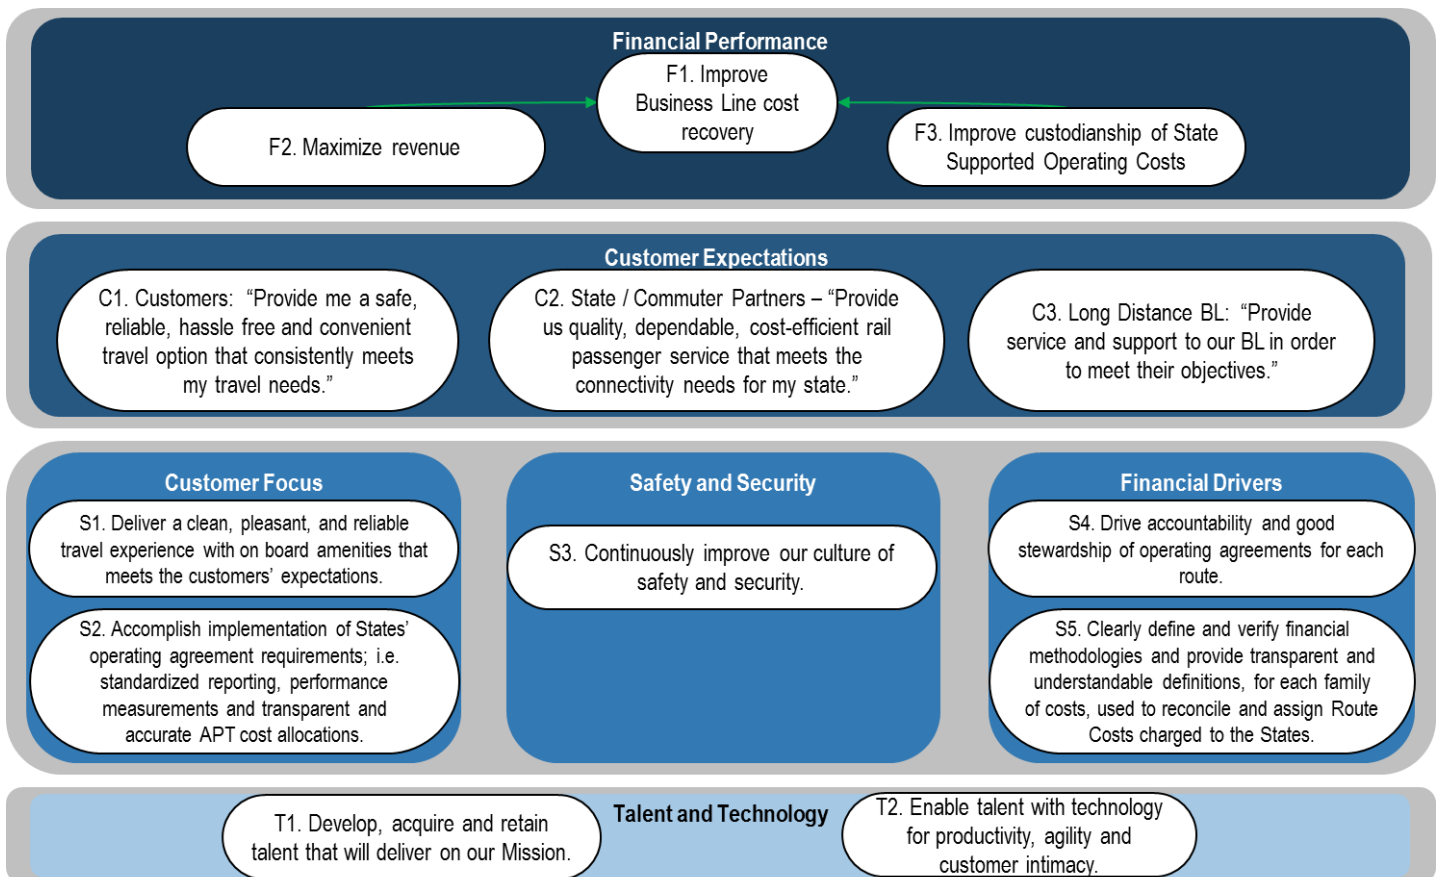 Financial Performance
F1. Improve
Business Line cost
recovery
F2. Maximize revenue
F3. Improve custodianship of State
Supported Operating Costs
Customer Expectations
C1. Customers: “Provide me a safe,
reliable, hassle free and convenient
travel option that consistently meets
my travel needs.”
C2. State / Commuter Partners – “Provide
us quality, dependable, cost-efficient rail
passenger service that meets the
connectivity needs for my state.”
C3. Long Distance BL: “Provide
service and support to our BL in order
to meet their objectives.”
Customer Focus
S1. Deliver a clean, pleasant, and reliable
travel experience with on board amenities that
meets the customers’ expectations.
S2. Accomplish implementation of States’
operating agreement requirements; i.e.
standardized reporting, performance
measurements and transparent and
accurate APT cost allocations.
Safety and Security
S3. Continuously improve our culture of
safety and security.
Financial Drivers
S4. Drive accountability and good
stewardship of operating agreements for each
route.
S5. Clearly define and verify financial
methodologies and provide transparent and
understandable definitions, for each family
of costs, used to reconcile and assign Route
Costs charged to the States.
Talent and Technology
T1. Develop, acquire and retain
talent that will deliver on our Mission.
T2. Enable talent with technology
for productivity, agility and
customer intimacy.